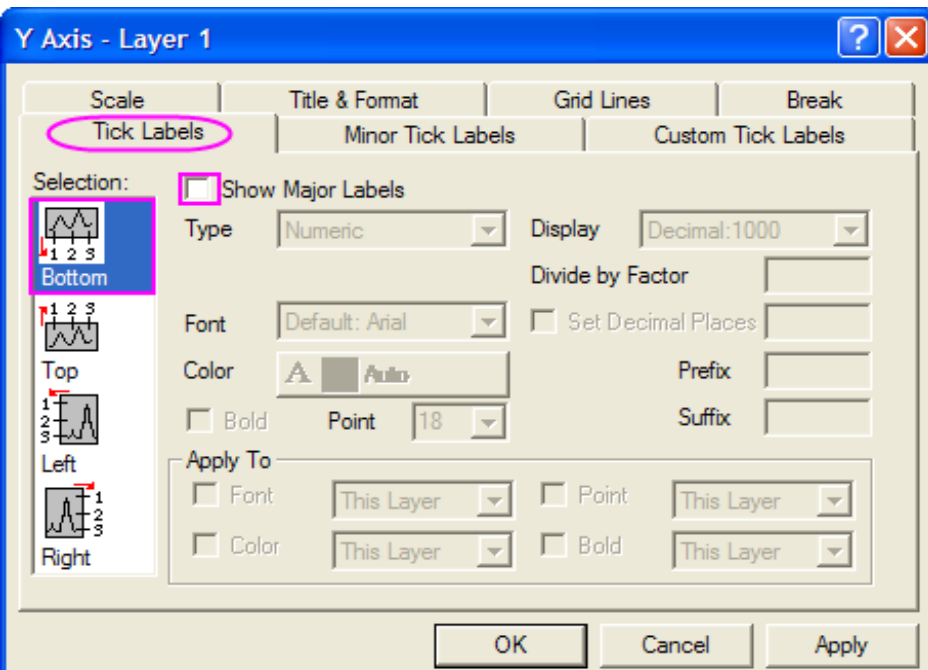 Y Axis - Layer 1
?
Scale Title & Format Grid Lines Break
Tick Labels Minor Tick Labels Custom Tick Labels
Selection:
1 2 3
Bottom
1 2 3
Top
1
2
3
Left
1
2
3
Right
Show Major Labels
Type Numeric Display Decimal:1000
Divide by Factor
Font Default: Arial Set Decimal Places
Color A Auto Prefix
Bold Point 18 Suffix
Apply To
Font This Layer Point This Layer
Color This Layer Bold This Layer
OK Cancel Apply